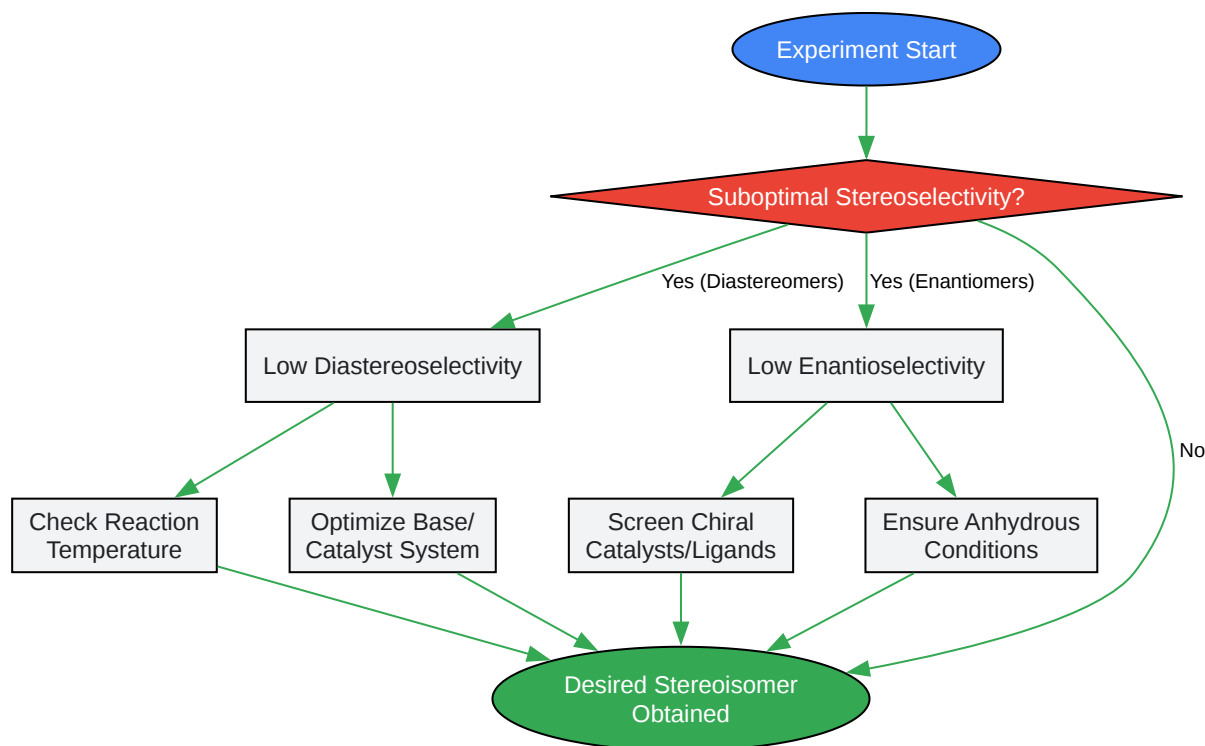 Experiment Start
Suboptimal Stereoselectivity?
Yes (Diastereomers)
Yes (Enantiomers)
Low Diastereoselectivity
Low Enantioselectivity
No
Check Reaction
Temperature
Optimize Base/
Catalyst System
Screen Chiral
Catalysts/Ligands
Ensure Anhydrous
Conditions
Desired Stereoisomer
Obtained